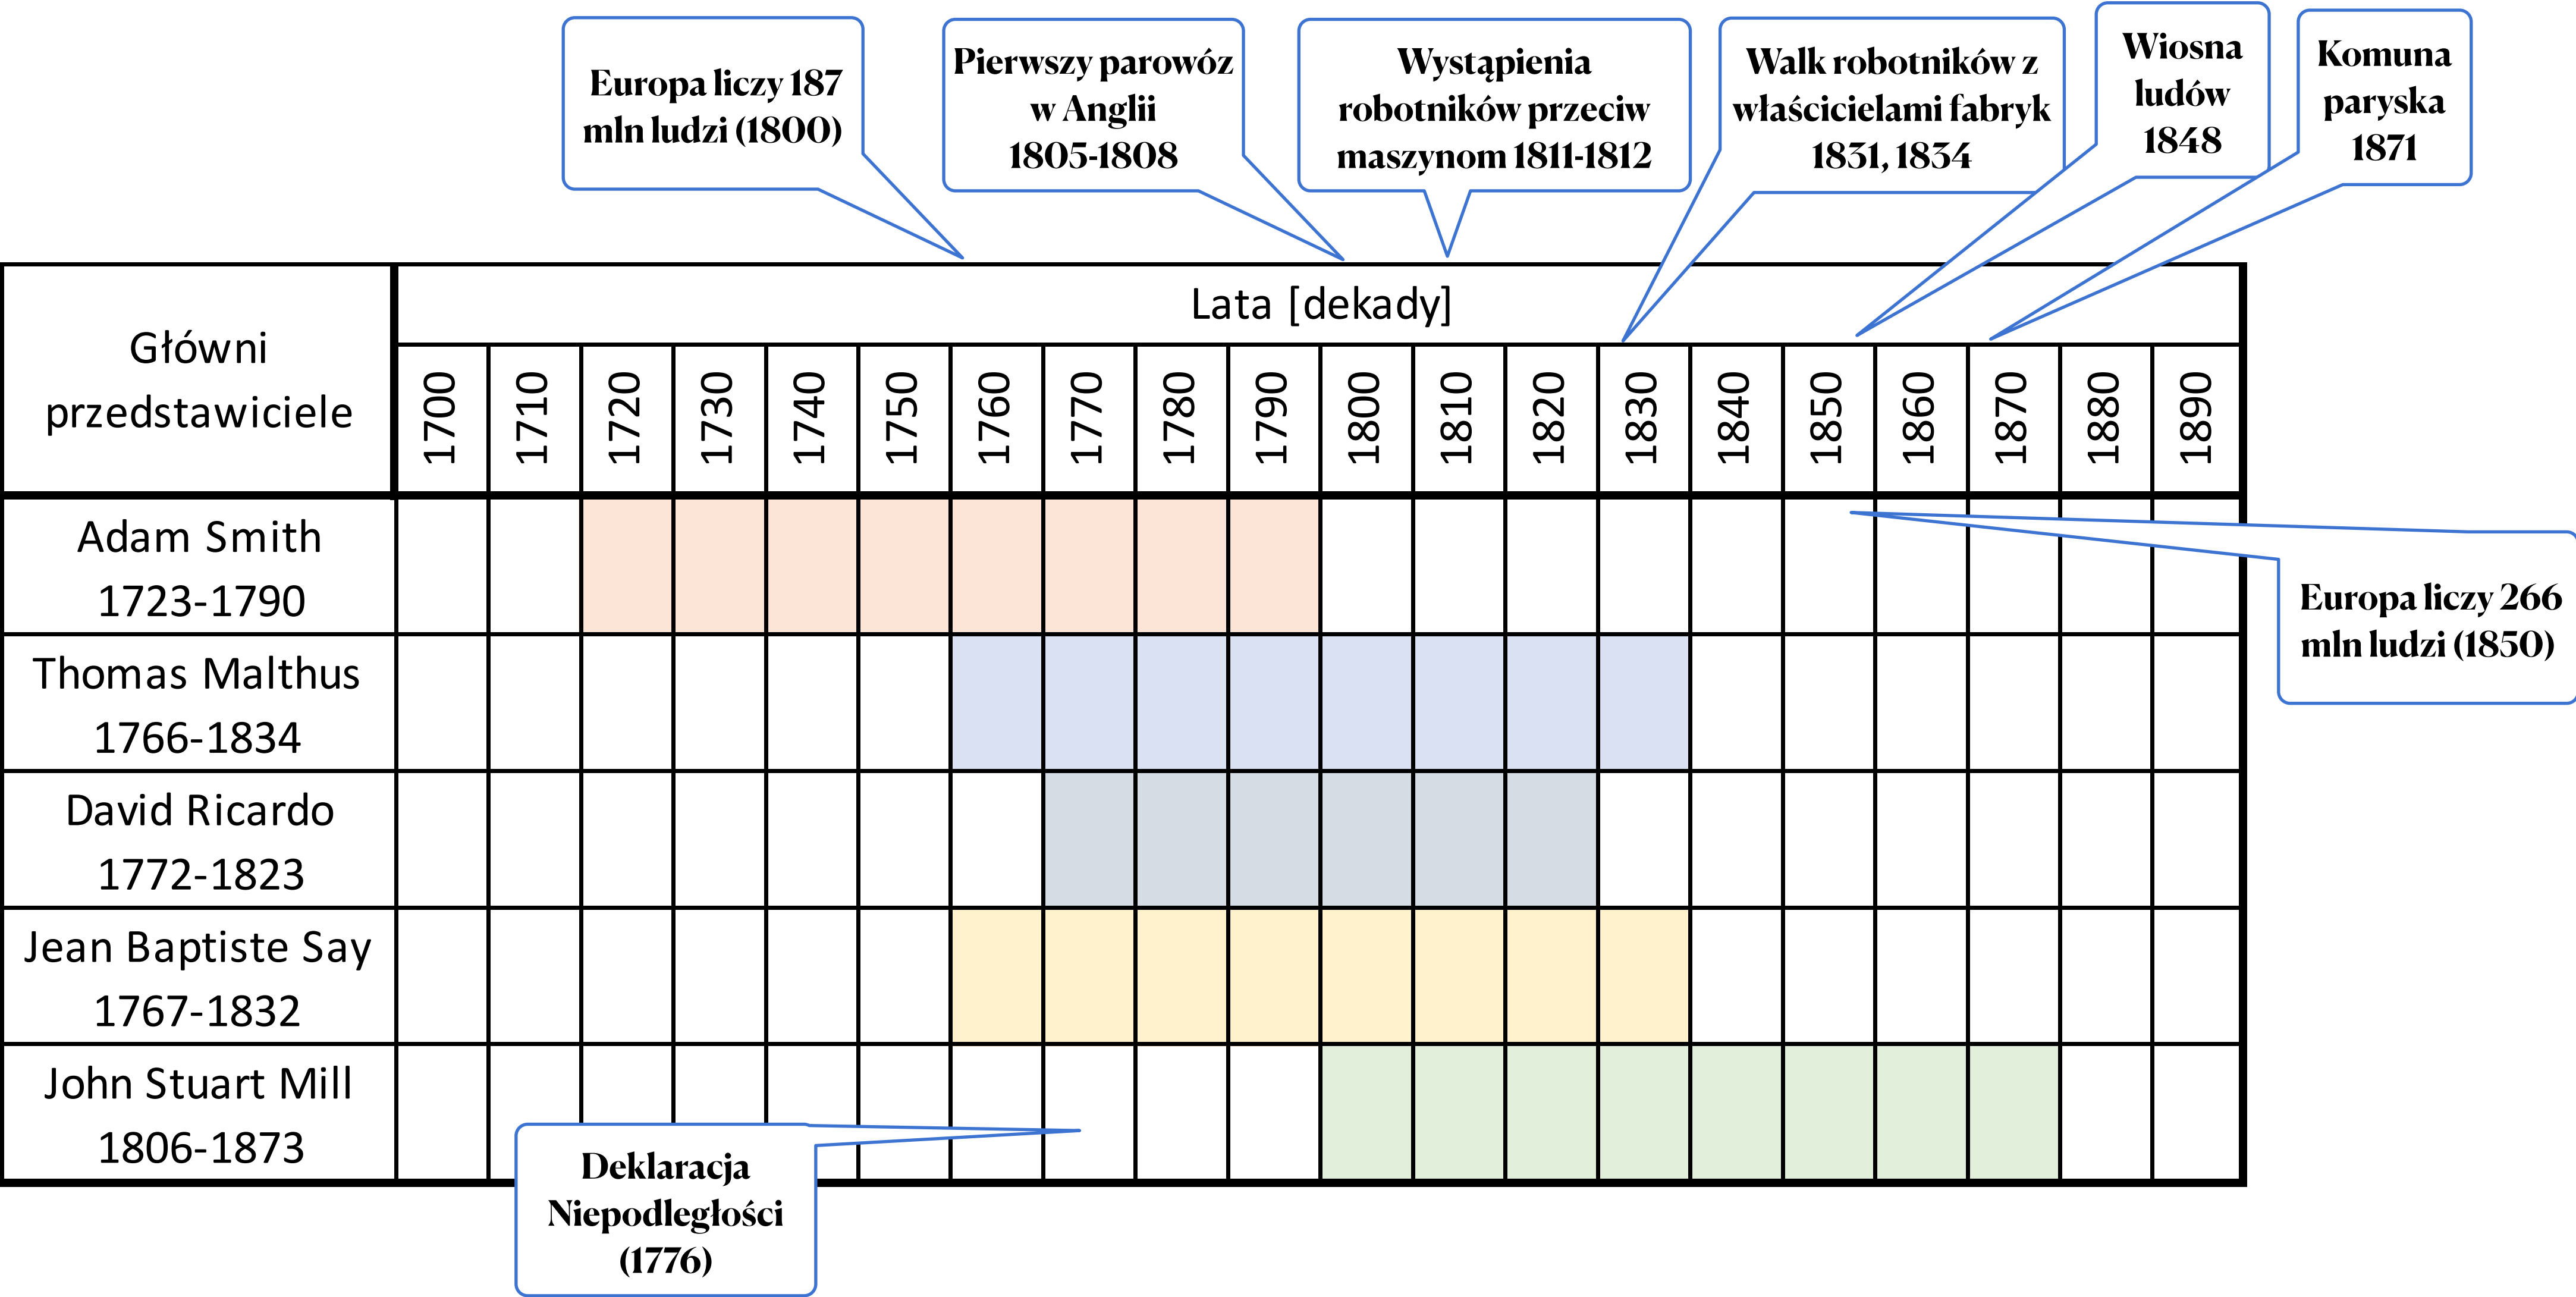 Europa liczy 187
mln ludzi (1800)
Pierwszy parowóz
w Anglii
1805-1808
Wystąpienia
robotników przeciw
maszynom 1811-1812
Walk robotników z
właścicielami fabryk
1831, 1834
Wiosna
ludów
1848
Komuna
paryska
1871
Główni
przedstawiciele
Lata [dekady]
1700 1710 1720 1730 1740 1750 1760 1770 1780 1790 1800 1810 1820 1830 1840 1850 1860 1870 1880 1890
Adam Smith
1723-1790
Europa liczy 266
mln ludzi (1850)
Thomas Malthus
1766-1834
David Ricardo
1772-1823
Jean Baptiste Say
1767-1832
John Stuart Mill
1806-1873
Deklaracja
Niepodległości
(1776)